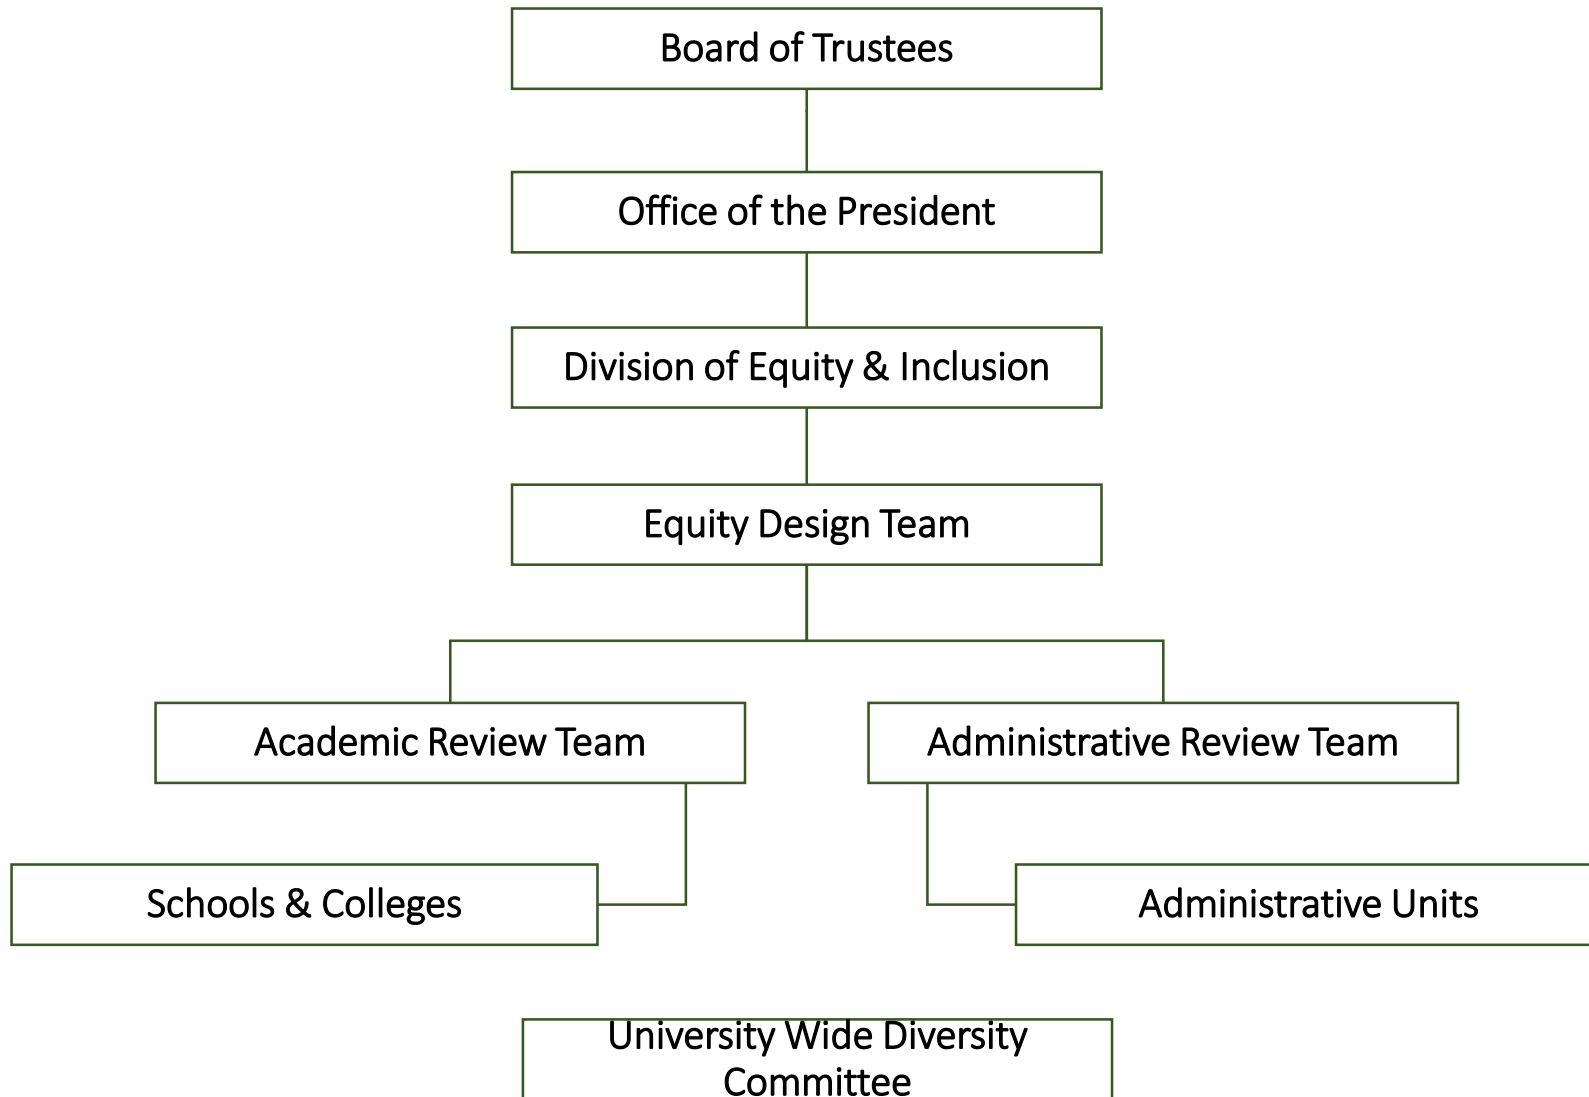 Board of Trustees
Office of the President
Division of Equity & Inclusion
Equity Design Team
Academic Review Team
Administrative Review Team
Schools & Colleges
Administrative Units
University Wide Diversity
Committee